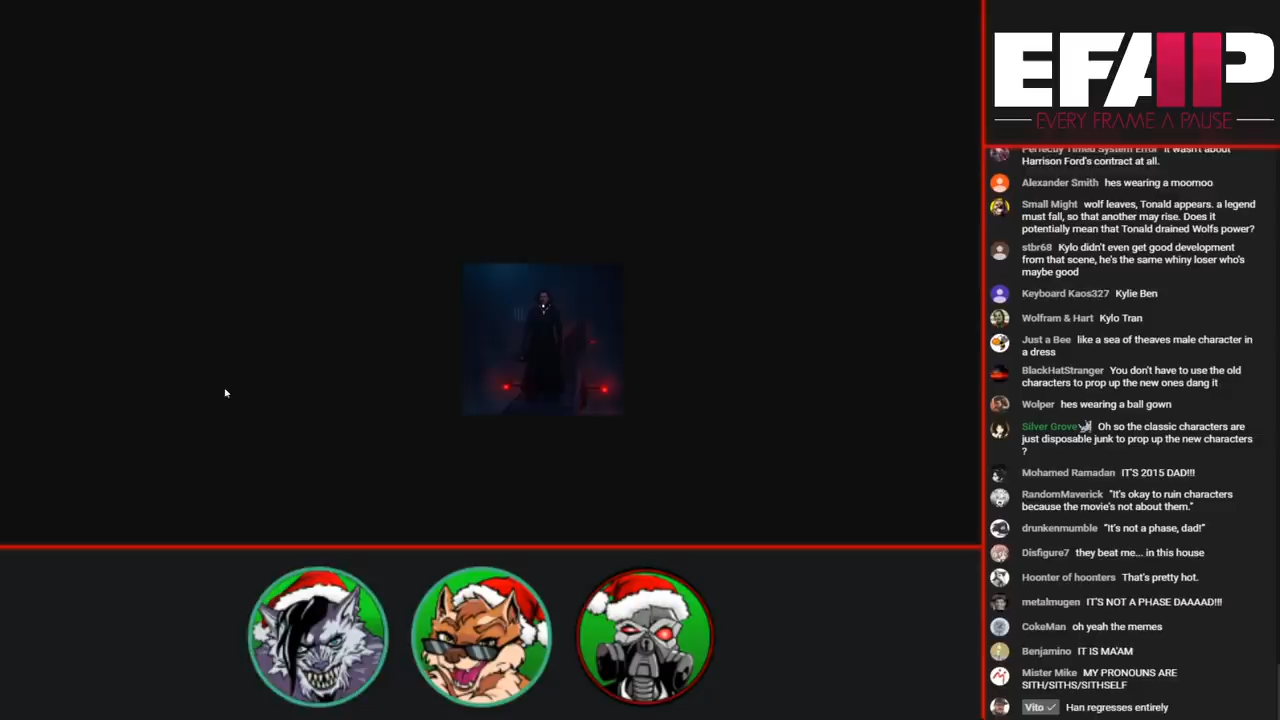 EFAP
EVERY FRAME A PAUSE
Perfectly Timed System Error It wasn't about
Harrison Ford's contract at all.
Alexander Smith hes wearing a moomoo
Small Might wolf leaves, Tonald appears. a legend
must fall, so that another may rise. Does it
potentially mean that Tonald drained Wolfs power?
stbr68 Kylo didn't even get good development
from that scene, he's the same whiny loser who's
maybe good
Keyboard Kaos327 Kylie Ben
Wolfram & Hart Kylo Tran
Just a Bee like a sea of theaves male character in
a dress
BlackHatStranger You don't have to use the old
characters to prop up the new ones dang it
Wolper hes wearing a ball gown
Silver Grove Oh so the classic characters are
just disposable junk to prop up the new characters
?
Mohamed Ramadan IT'S 2015 DAD!!!
RandomMaverick "It's okay to ruin characters
because the movie's not about them."
drunkenmumble "It's not a phase, dad!"
Disfigure7 they beat me... in this house
Hoonter of hoonters That's pretty hot.
metalmugen IT'S NOT A PHASE DAAAAD!!!
CokeMan oh yeah the memes
Benjamino IT IS MA'AM
Mister Mike MY PRONOUNS ARE
SITH/SITHS/SITHSELF
Vito ✓ Han regresses entirely